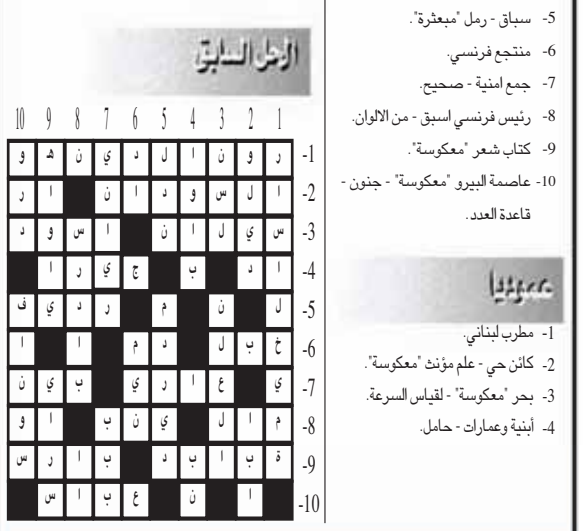 5- سباق - رمل "مبعثرة".
6- منتجع فرنسي.
7- جمع امنية - صحيح.
8- رئيس فرنسي اسبق - من الالوان.
9- كتاب شعر "معكوسة".
10- عاصمة البيرو "معكوسة" - جنون -
قاعدة العدد.
عموديا
1- مطرب لبناني.
2- كائن حي - علم مؤنث "معكوسة".
3- بحر "معكوسة" - لقياس السرعة.
4- أبنية وعمارات - حامل.
الحل السابق
1 2 3 4 5 6 7 8 9 10
1- ر و ن ا ل د ي ن ه و
2- ا ل س و د ا ن ا ر
3- س ي ل ا ن ا س و د
4- ا د ب ج ي ر ا
5- ل ن م ر د ي ف
6- خ ب ل د م ا ا
7- ي ع ا ر ي ب ي ن
8- م ا ل ي ن ب ا و
9- ة ب ا ب د ب ا ر س
10- ا ن ع ب ا س